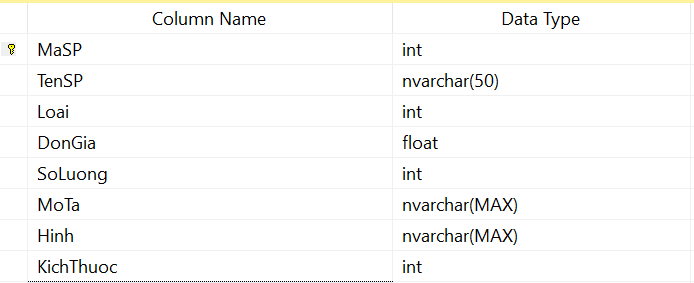 Column Name Data Type
MaSP int
TenSP nvarchar(50)
Loai int
DonGia float
SoLuong int
MoTa nvarchar(MAX)
Hinh nvarchar(MAX)
KichThuoc int